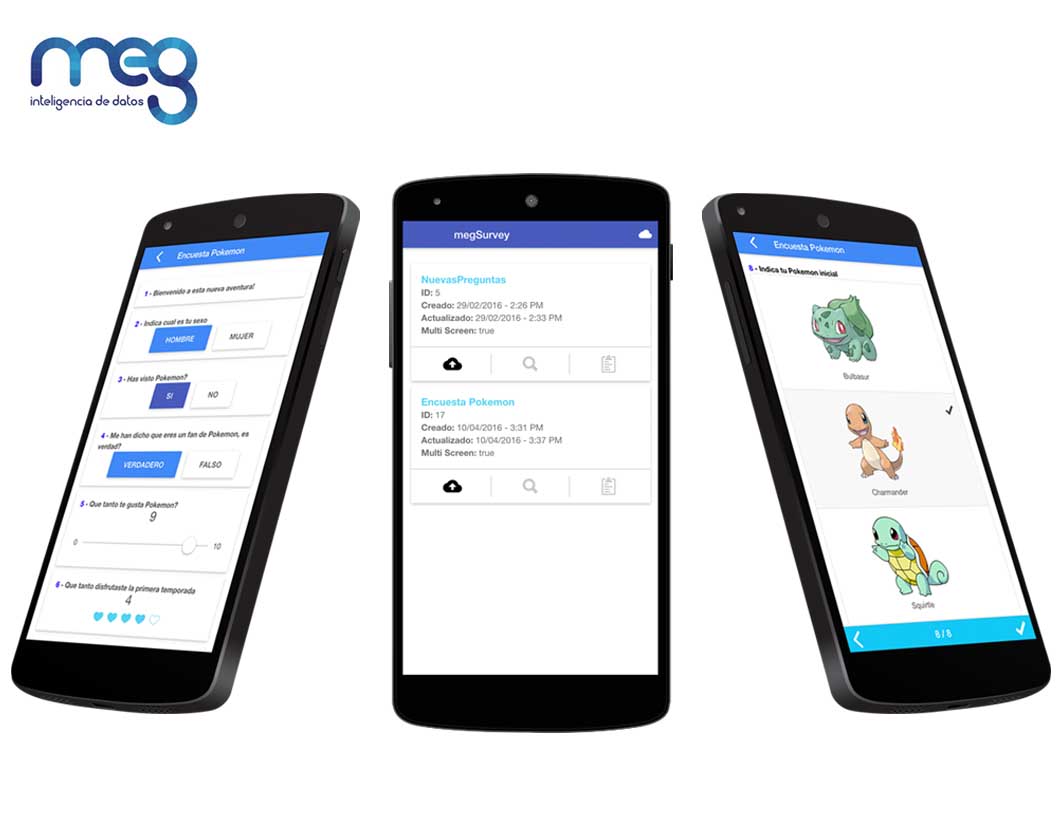 meg
inteligencia de datos
Encuesta Pokemon
1 - Bienvenido a esta nueva aventura!
2 - Indica cual es tu sexo
HOMBRE
MUJER
3 - Has visto Pokemon?
SI
NO
4 - Me han dicho que eres un fan de Pokemon, es
verdad?
VERDADERO
FALSO
5 - Que tanto te gusta Pokemon?
9
0
10
6 - Que tanto disfrutaste la primera temporada
4
megSurvey
NuevasPreguntas
ID: 5
Creado: 29/02/2016 - 2:26 PM
Actualizado: 29/02/2016 - 2:33 PM
Multi Screen: true
Encuesta Pokemon
ID: 17
Creado: 10/04/2016 - 3:31 PM
Actualizado: 10/04/2016 - 3:37 PM
Multi Screen: true
Encuesta Pokemon
8 - Indica tu Pokemon inicial
Bulbasur
Charmander
Squirtle
8 / 8